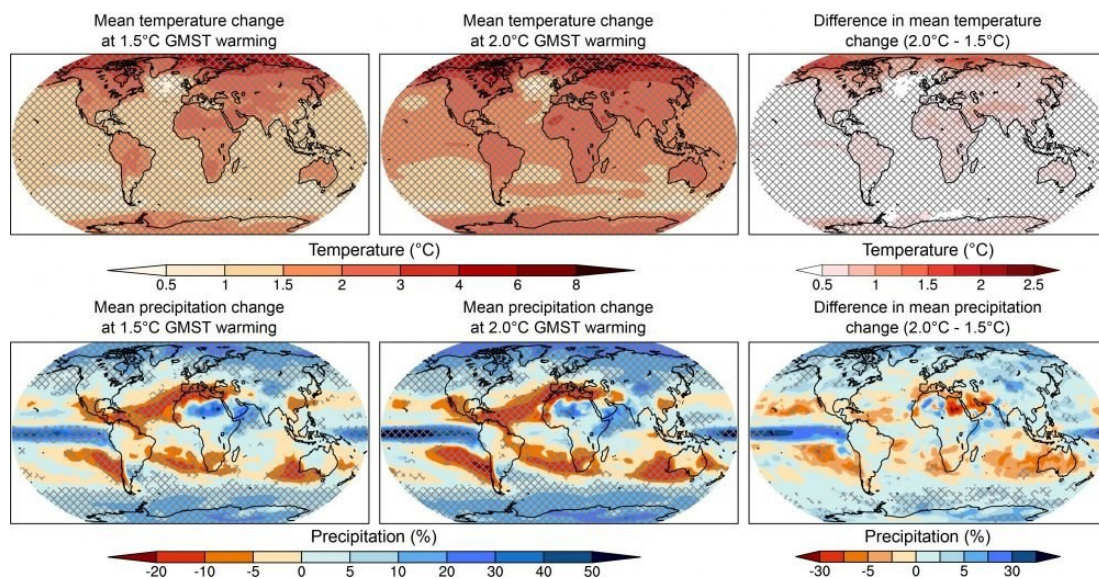 Mean temperature change
at 1.5°C GMST warming
Mean temperature change
at 2.0°C GMST warming
Difference in mean temperature
change (2.0°C - 1.5°C)
Temperature (°C)
0.5 1 1.5 2 3 4 6 8
Temperature (°C)
0.5 1 1.5 2 2.5
Mean precipitation change
at 1.5°C GMST warming
Mean precipitation change
at 2.0°C GMST warming
Difference in mean precipitation
change (2.0°C - 1.5°C)
Precipitation (%)
-20 -10 -5 0 5 10 20 30 40 50
Precipitation (%)
-30 -5 0 5 10 30